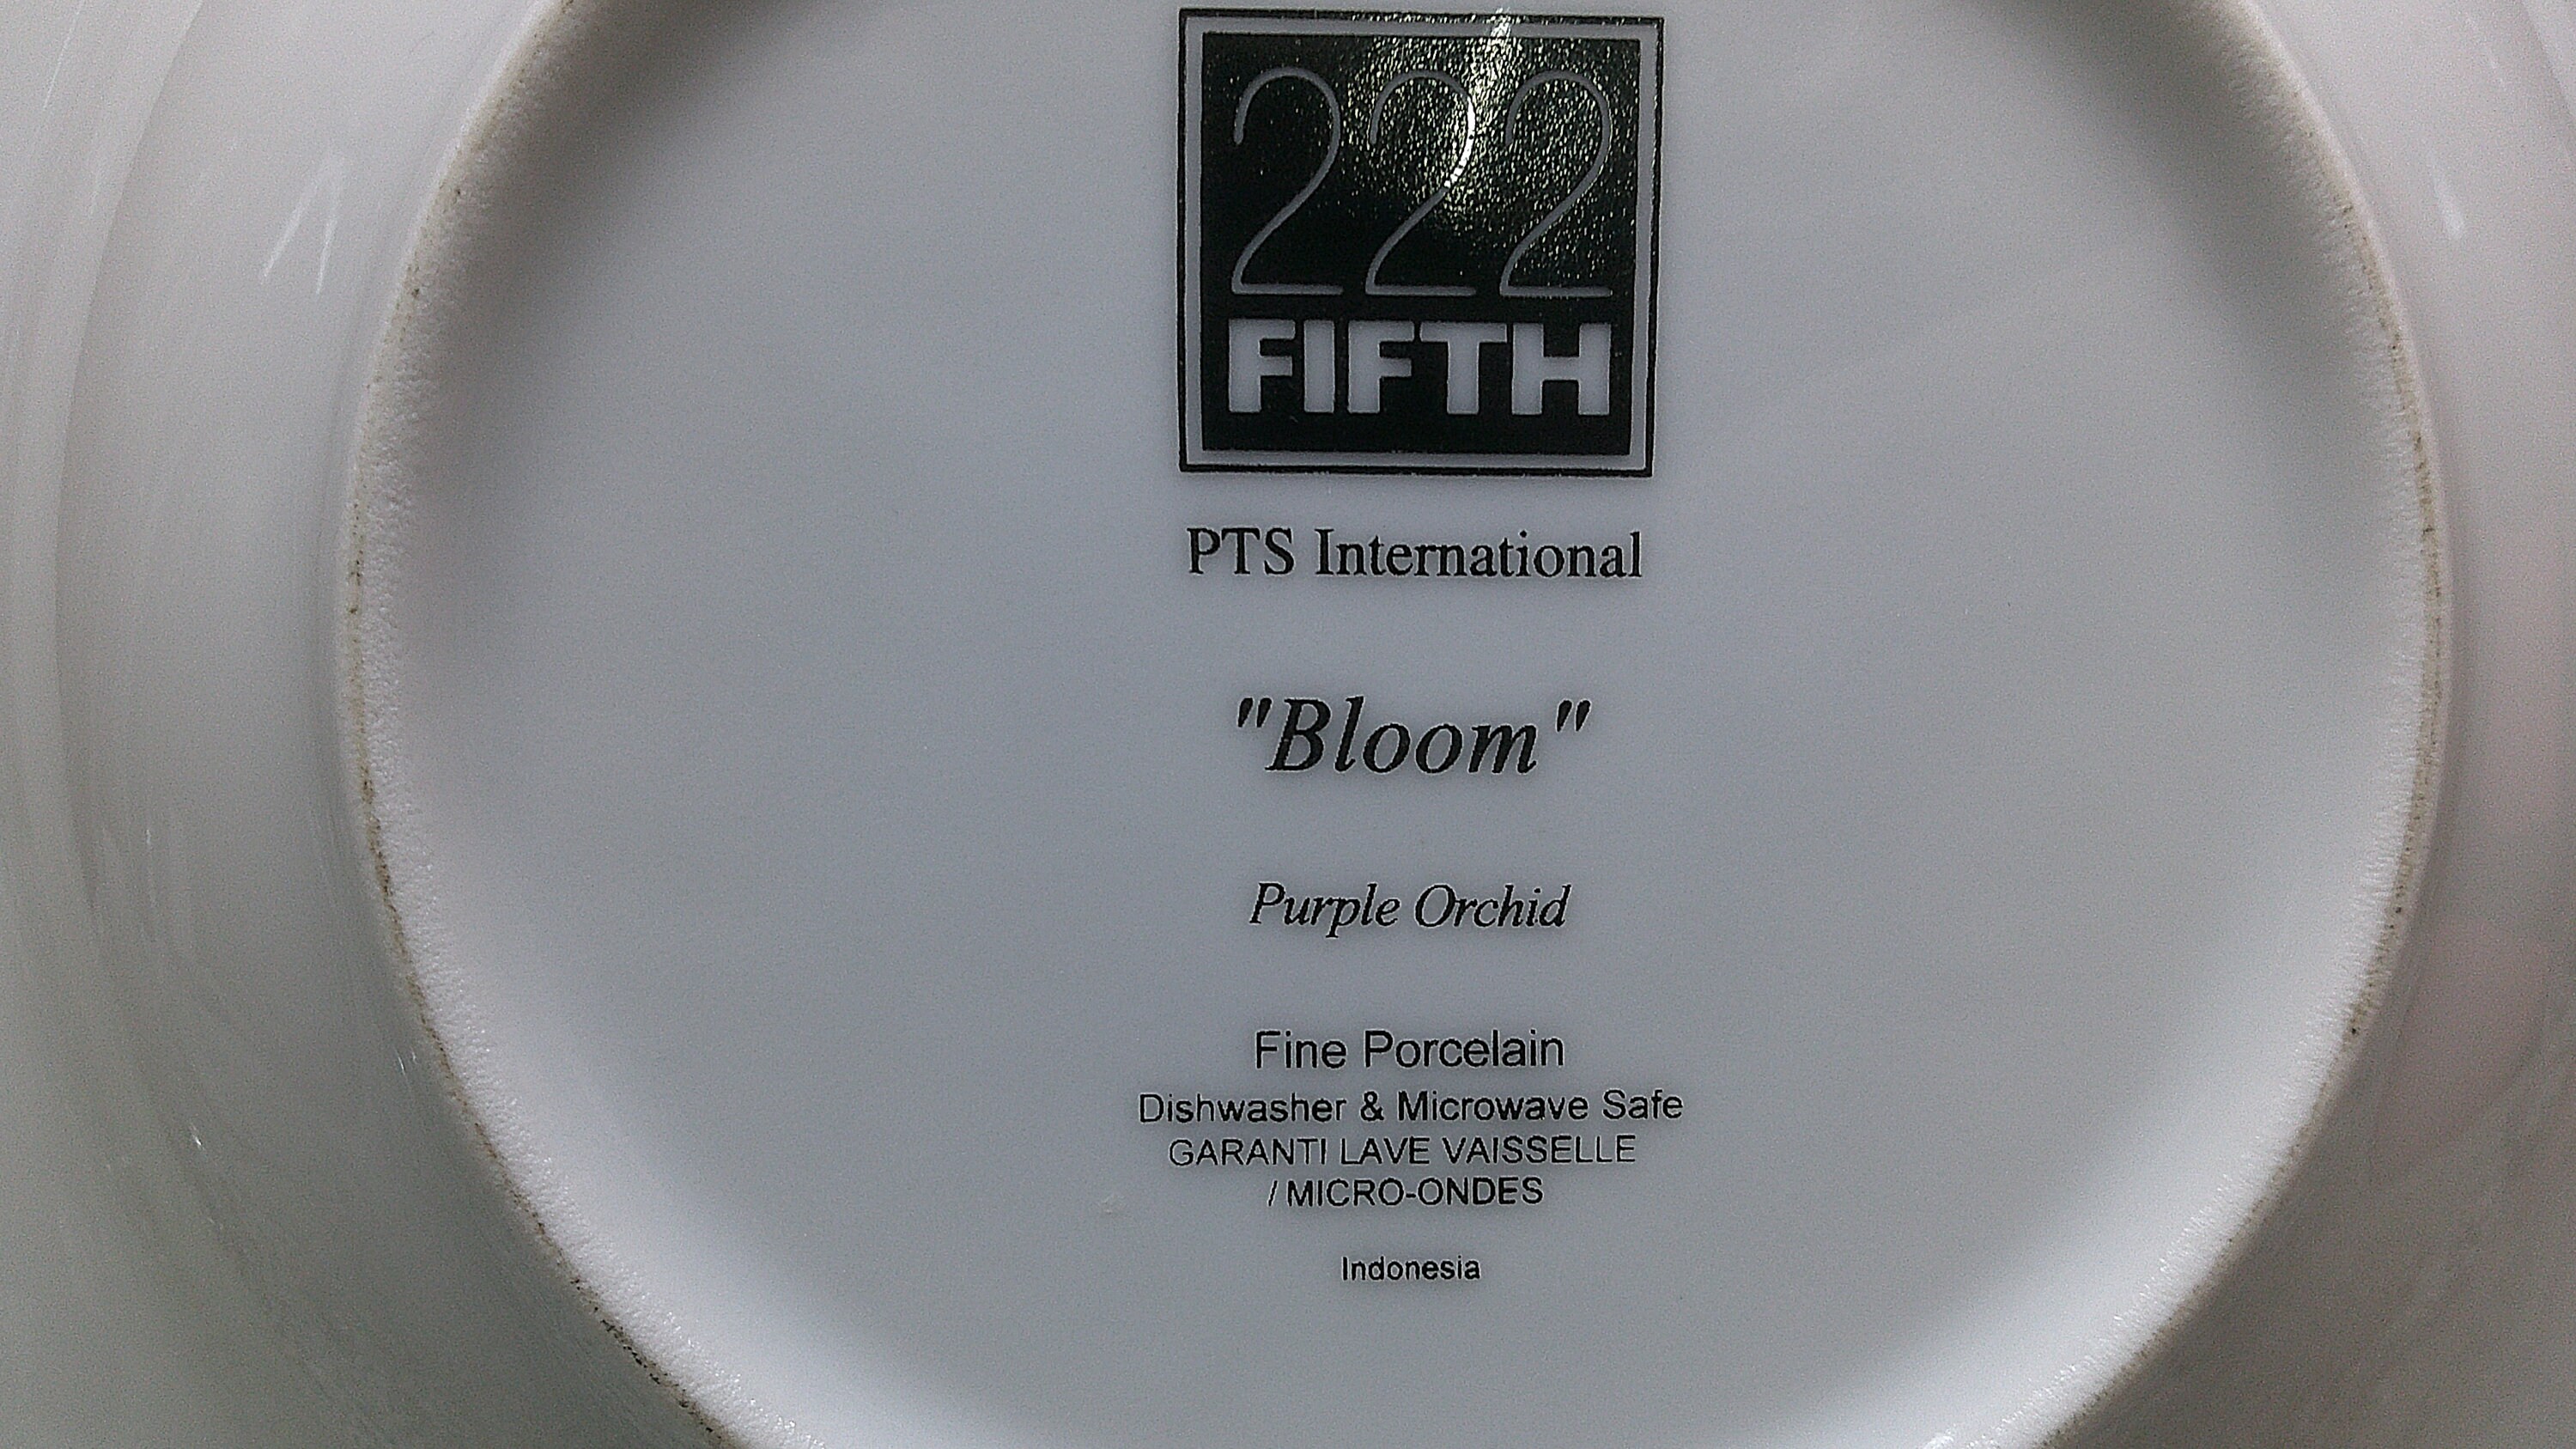 222
FIFTH
PTS International
"Bloom"
Purple Orchid
Fine Porcelain
Dishwasher & Microwave Safe
GARANTI LAVE VAISSELLE
/ MICRO-ONDES
Indonesia